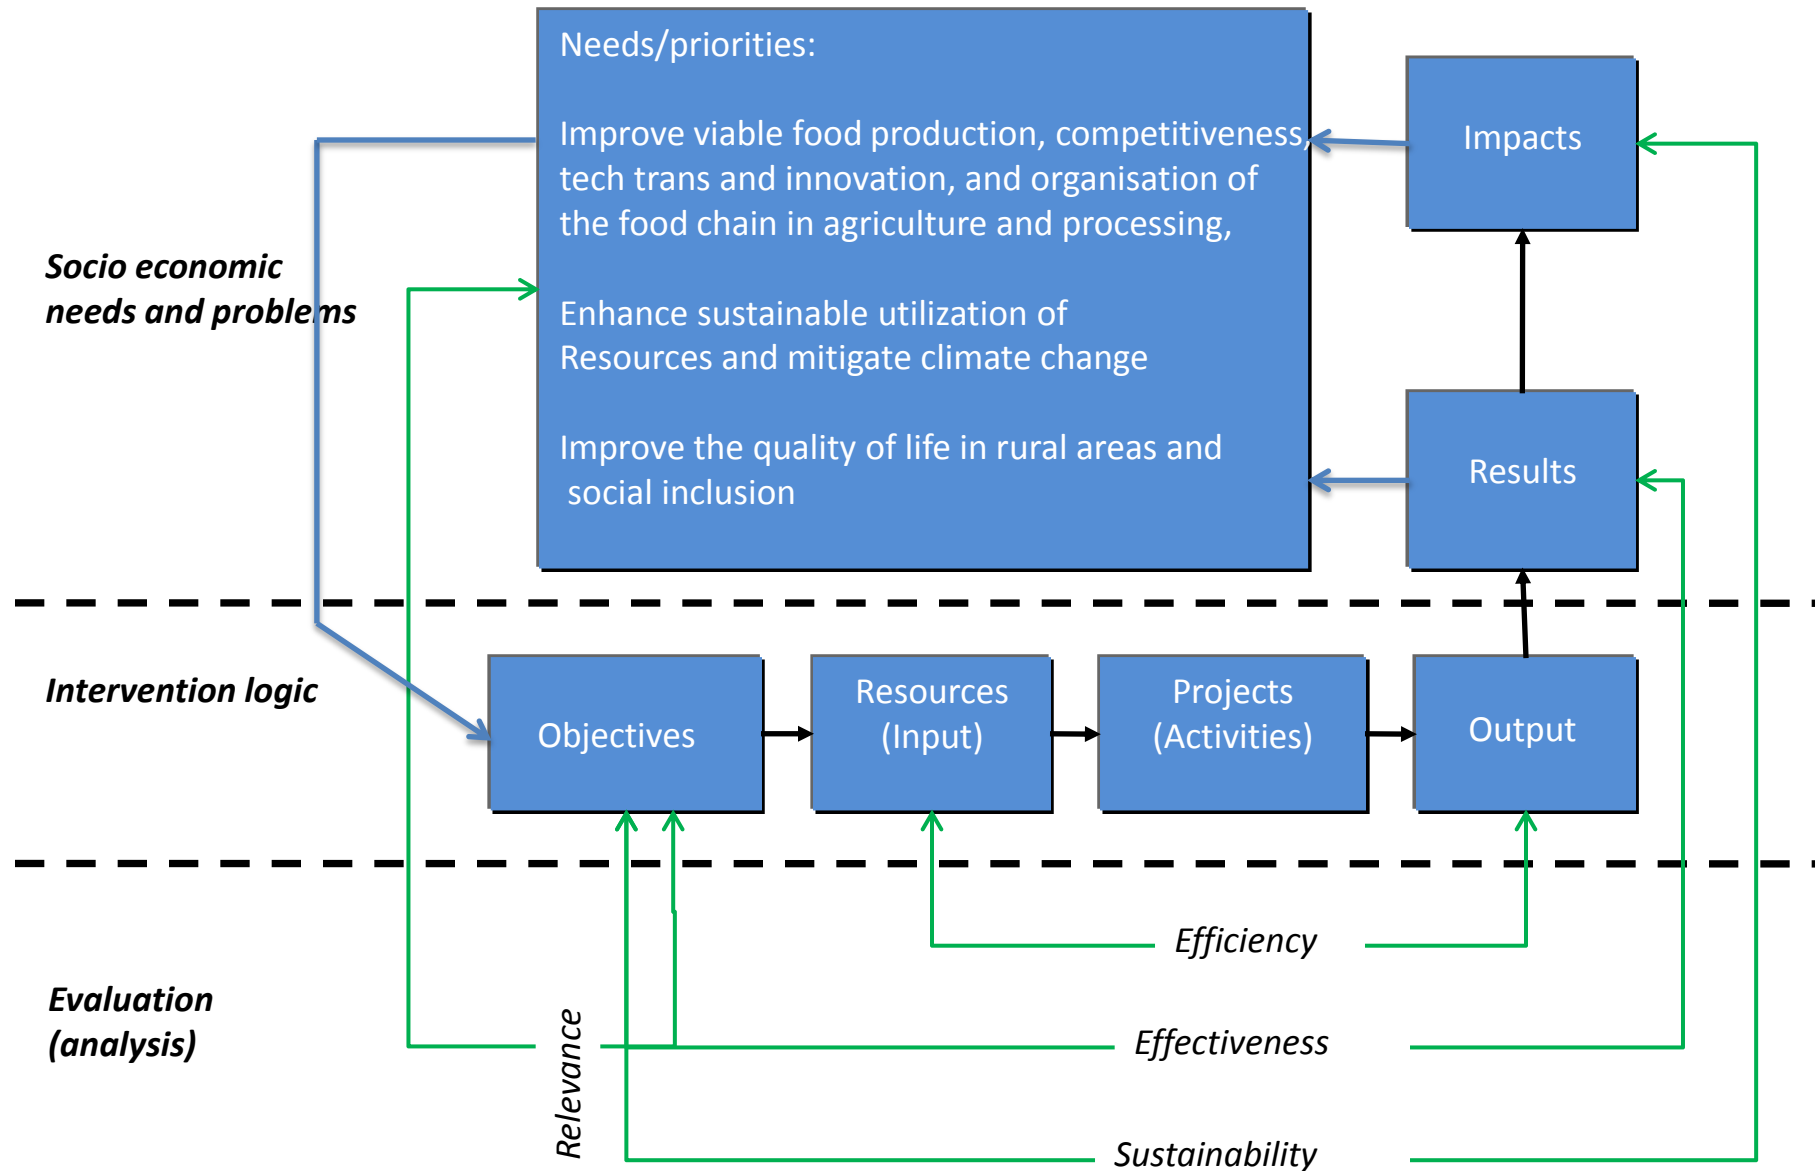 Needs/priorities:
Improve viable food production, competitiveness,
tech trans and innovation, and organisation of
the food chain in agriculture and processing,
Enhance sustainable utilization of
Resources and mitigate climate change
Improve the quality of life in rural areas and
social inclusion
Impacts
Results
Socio economic
needs and problems
Intervention logic
Objectives
Resources
(Input)
Projects
(Activities)
Output
Evaluation
(analysis)
Relevance
Efficiency
Effectiveness
Sustainability